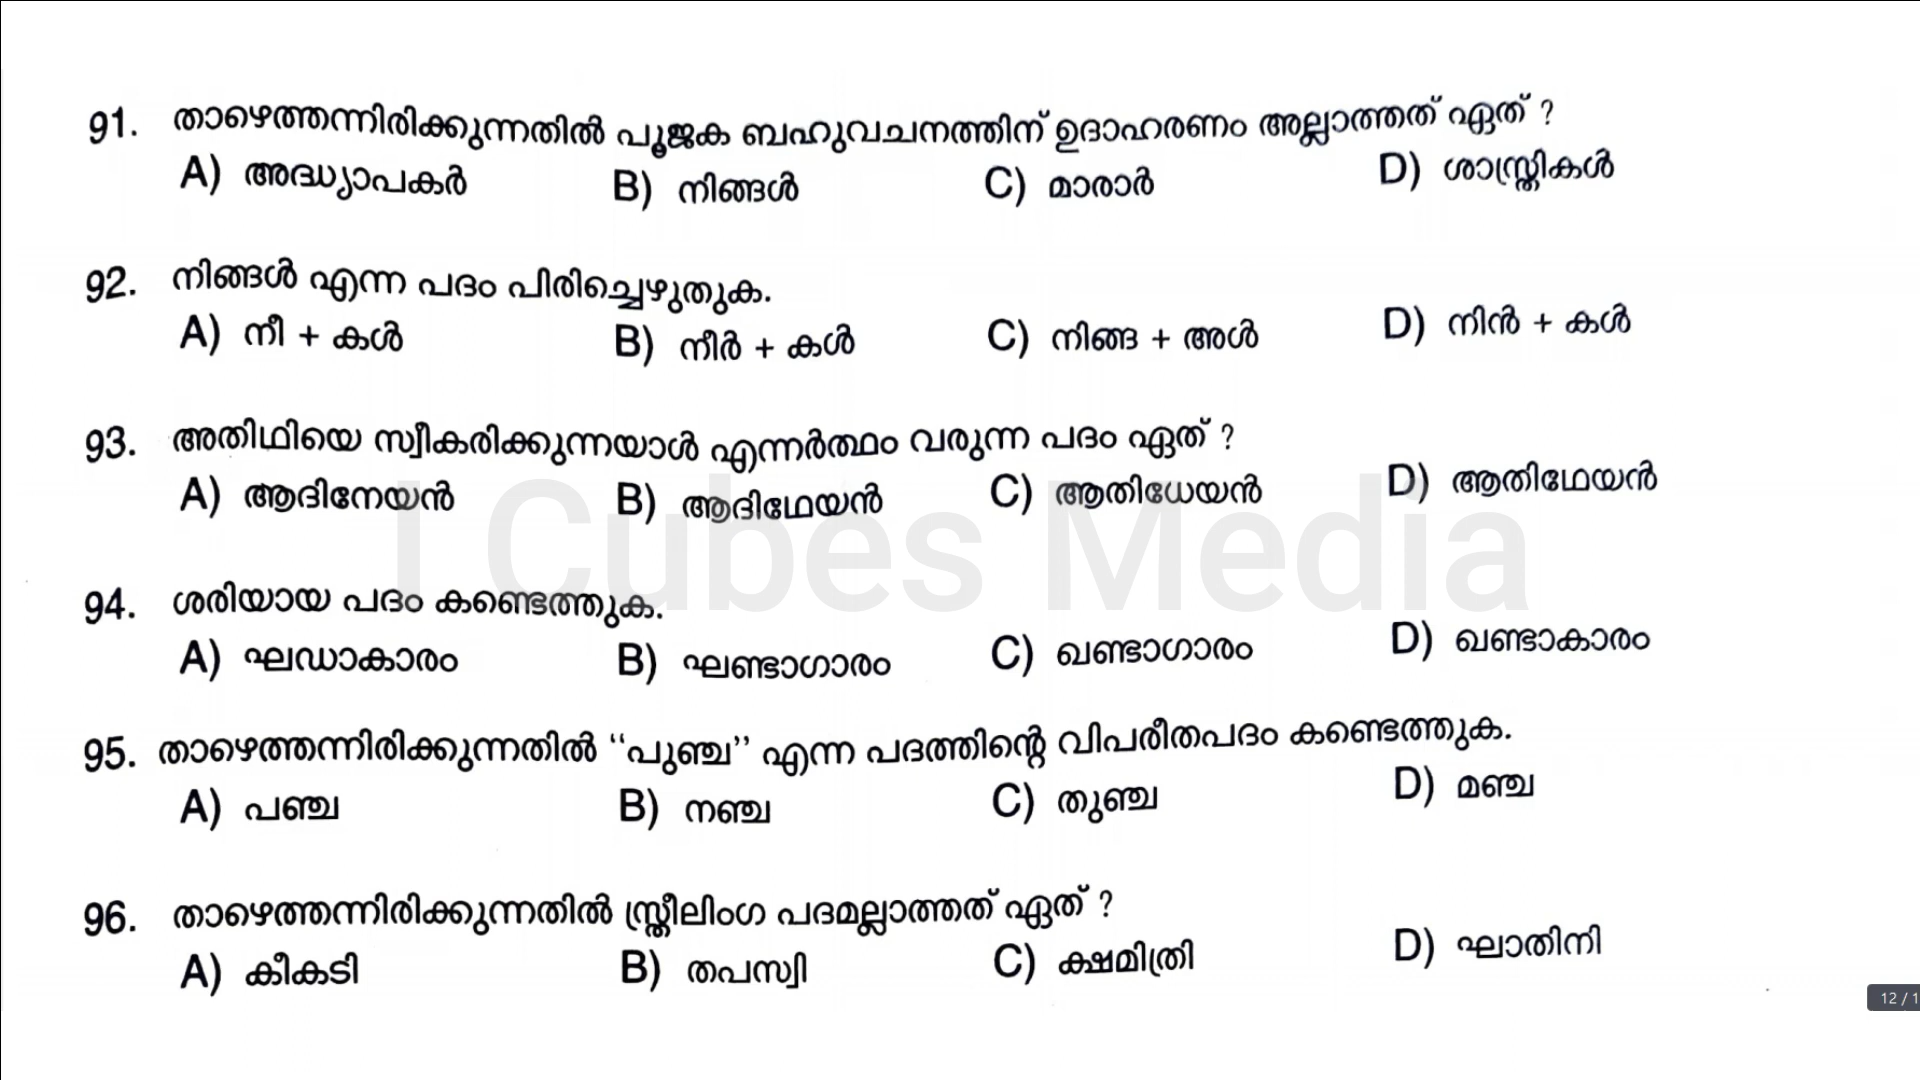 91. താഴെത്തന്നിരിക്കുന്നതിൽ പൂജക ബഹുവചനത്തിന് ഉദാഹരണം അല്ലാത്തത് ഏത് ?
A) അദ്ധ്യാപകർ B) നിങ്ങൾ C) മാരാർ D) ശാസ്ത്രികൾ
92. നിങ്ങൾ എന്ന പദം പിരിച്ചെഴുതുക.
A) നീ + കൾ B) നീർ + കൾ C) നിങ്ങ + അൾ D) നിൻ + കൾ
93. അതിഥിയെ സ്വീകരിക്കുന്നയാൾ എന്നർത്ഥം വരുന്ന പദം ഏത് ?
A) ആദിനേയൻ B) ആദിഥേയൻ C) ആതിധേയൻ D) ആതിഥേയൻ
I Cubes Media
94. ശരിയായ പദം കണ്ടെത്തുക.
A) ഘഡാകാരം B) ഘണ്ടാഗാരം C) ഖണ്ടാഗാരം D) ഖണ്ടാകാരം
95. താഴെത്തന്നിരിക്കുന്നതിൽ “പുഞ്ച” എന്ന പദത്തിന്റെ വിപരീതപദം കണ്ടെത്തുക.
A) പഞ്ച B) നഞ്ച C) തുഞ്ച D) മഞ്ച
96. താഴെത്തന്നിരിക്കുന്നതിൽ സ്ത്രീലിംഗ പദമല്ലാത്തത് ഏത് ?
A) കീകടി B) തപസ്വി C) ക്ഷമിത്രി D) ഘാതിനി
12 / 1